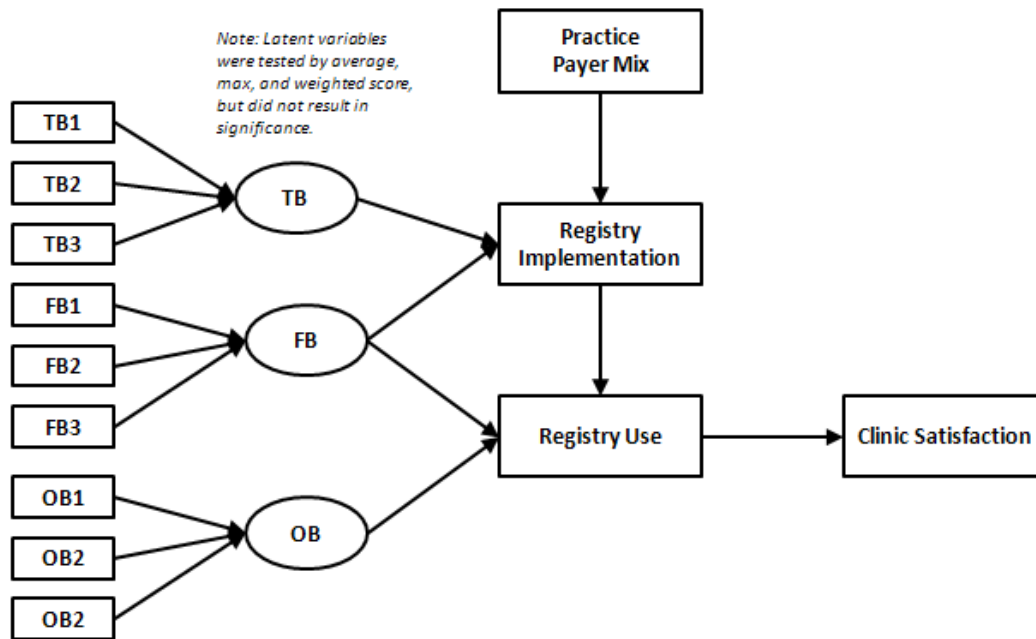 Note: Latent variables
were tested by average,
max, and weighted score,
but did not result in
significance.
Practice
Payer Mix
TB1
TB2
TB3
TB
Registry
Implementation
FB1
FB2
FB3
FB
Registry Use
Clinic Satisfaction
OB1
OB2
OB2
OB